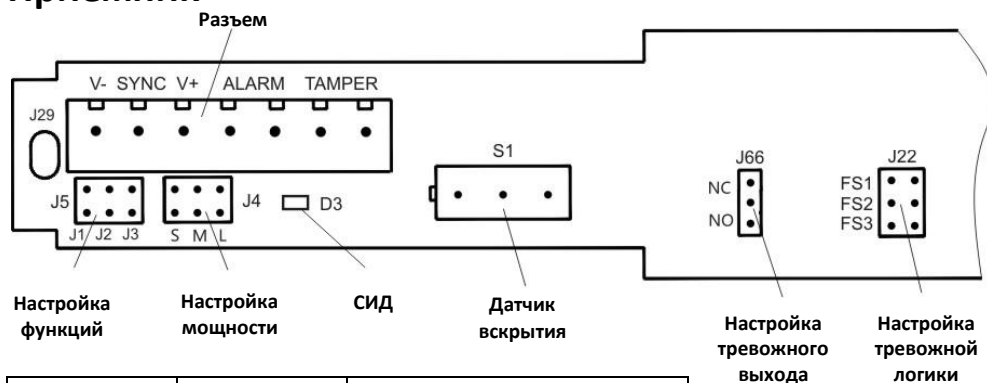 Разъем
V- SYNC V+ ALARM TAMPER
J29
S1
J66
J22
NC
NO
FS1
FS2
FS3
J5
J4
D3
J1 J2 J3
S M L
Настройка
функций
Настройка
мощности
СИД
Датчик
вскрытия
Настройка
тревожного
выхода
Настройка
тревожной
логики